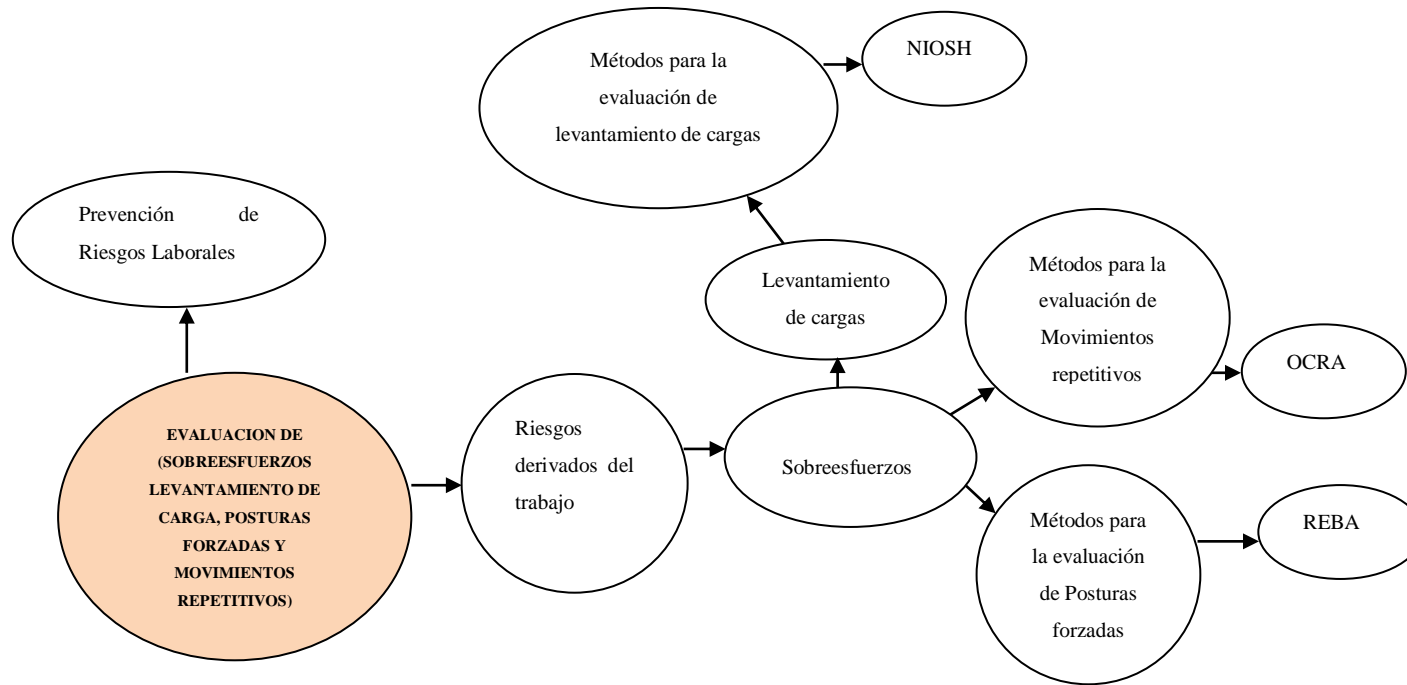 Métodos para la
evaluación de
levantamiento de cargas
NIOSH
Prevención de
Riesgos Laborales
Levantamiento
de cargas
Métodos para la
evaluación de
Movimientos
repetitivos
OCRA
EVALUACION DE
(SOBREESFUERZOS
LEVANTAMIENTO DE
CARGA, POSTURAS
FORZADAS Y
MOVIMIENTOS
REPETITIVOS)
Riesgos
derivados del
trabajo
Sobreesfuerzos
Métodos para
la evaluación
de Posturas
forzadas
REBA